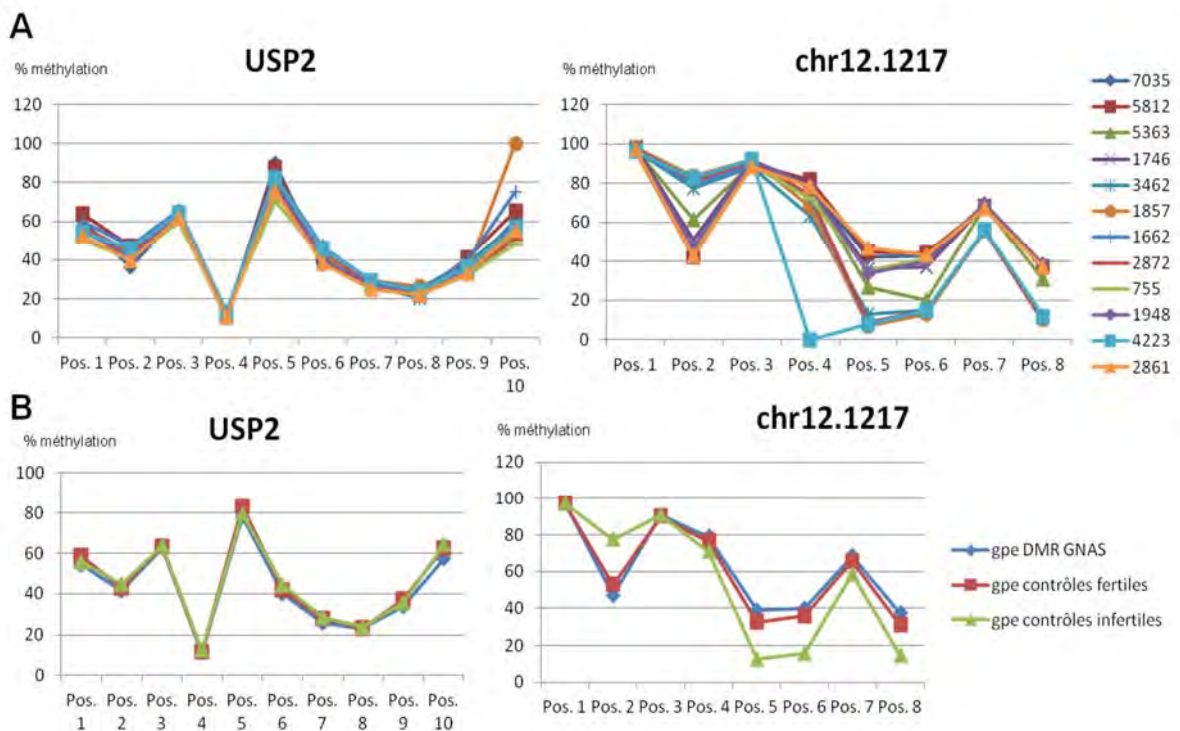 A
USP2
% méthylation
120
100
80
60
40
20
0
Pos. 1 Pos. 2 Pos. 3 Pos. 4 Pos. 5 Pos. 6 Pos. 7 Pos. 8 Pos. 9 Pos. 10
chr12.1217
% méthylation
120
100
80
60
40
20
0
Pos. 1 Pos. 2 Pos. 3 Pos. 4 Pos. 5 Pos. 6 Pos. 7 Pos. 8
7035
5812
5363
1746
3462
1857
1662
2872
755
1948
4223
2861
B
USP2
% méthylation
100
80
60
40
20
0
Pos. 1 Pos. 2 Pos. 3 Pos. 4 Pos. 5 Pos. 6 Pos. 7 Pos. 8 Pos. 9 Pos. 10
chr12.1217
% méthylation
120
100
80
60
40
20
0
Pos. 1 Pos. 2 Pos. 3 Pos. 4 Pos. 5 Pos. 6 Pos. 7 Pos. 8
gpe DMR GNAS
gpe contrôles fertiles
gpe contrôles infertiles